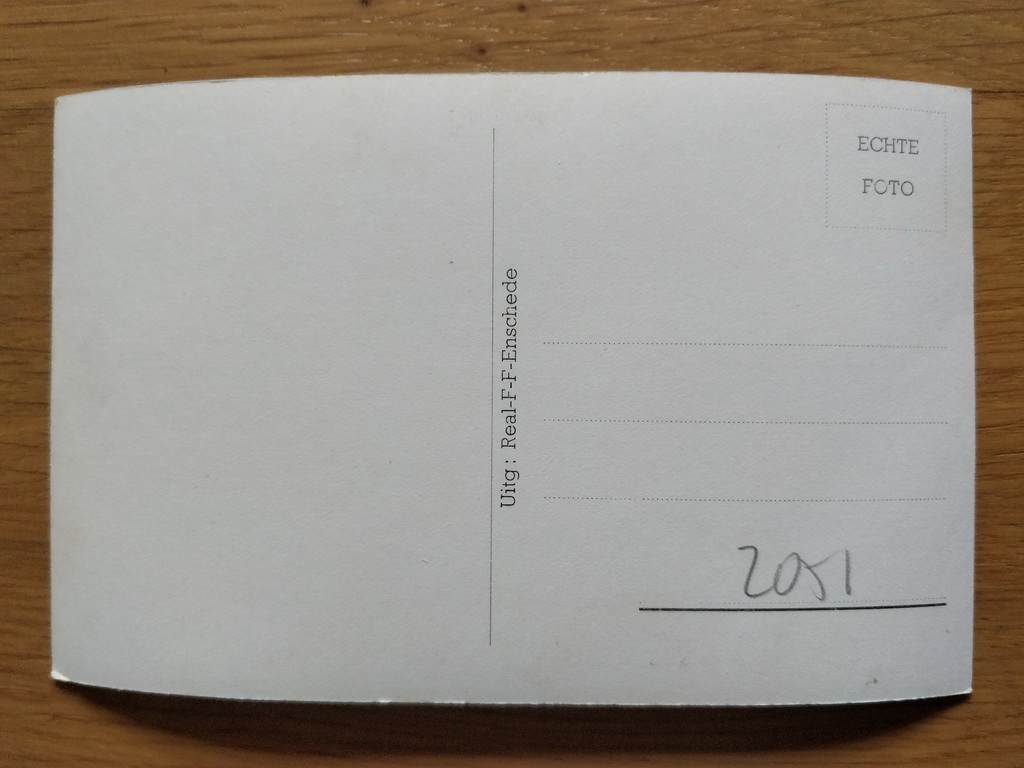 ECHTE
FOTO
Uitg: Real-F-F-Enschede
2051